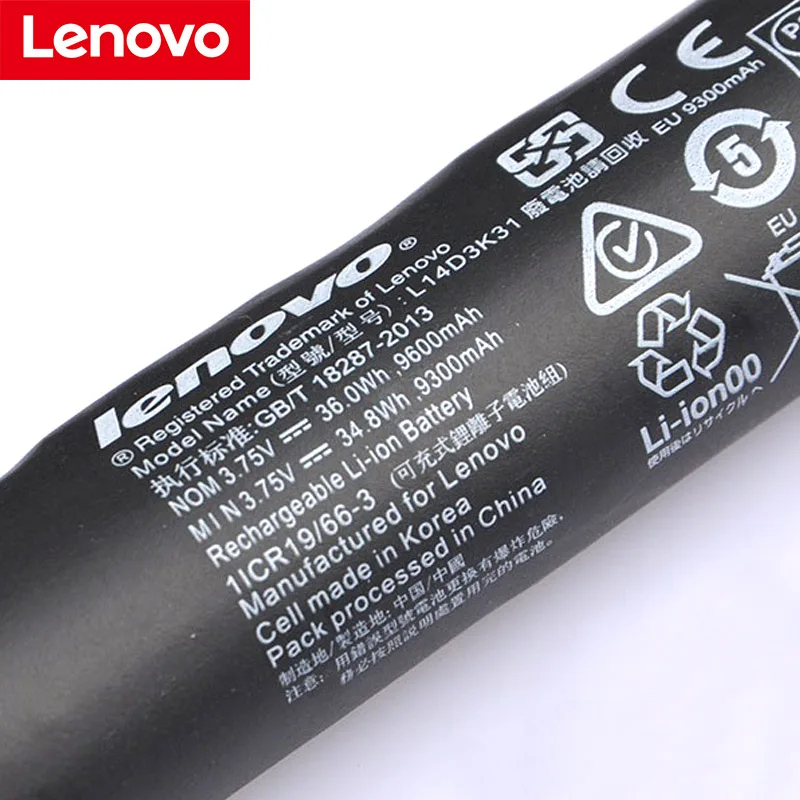 Lenovo
lenovo®
® Registered Trademark of Lenovo
Model Name(型號/型号): L14D3K31
执行标准:GB/T 18287-2013
NOM 3.75V 36.0Wh ,9600mAh
MIN 3.75V 34.8Wh ,9300mAh
Rechargeable Li-ion Battery
1ICR19/66-3 (可充式鋰離子電池組)
Manufactured for Lenovo
Cell made in Korea
Pack processed in China
制造地/製造地: 中国/中國
注意: 用錯誤型號電池更換有爆炸危險,
務必按照說明處置用完的電池。
廢電池請回收
CE
EU 9300mAh
5
EU
Li-ion00
使用後はリサイクルへ